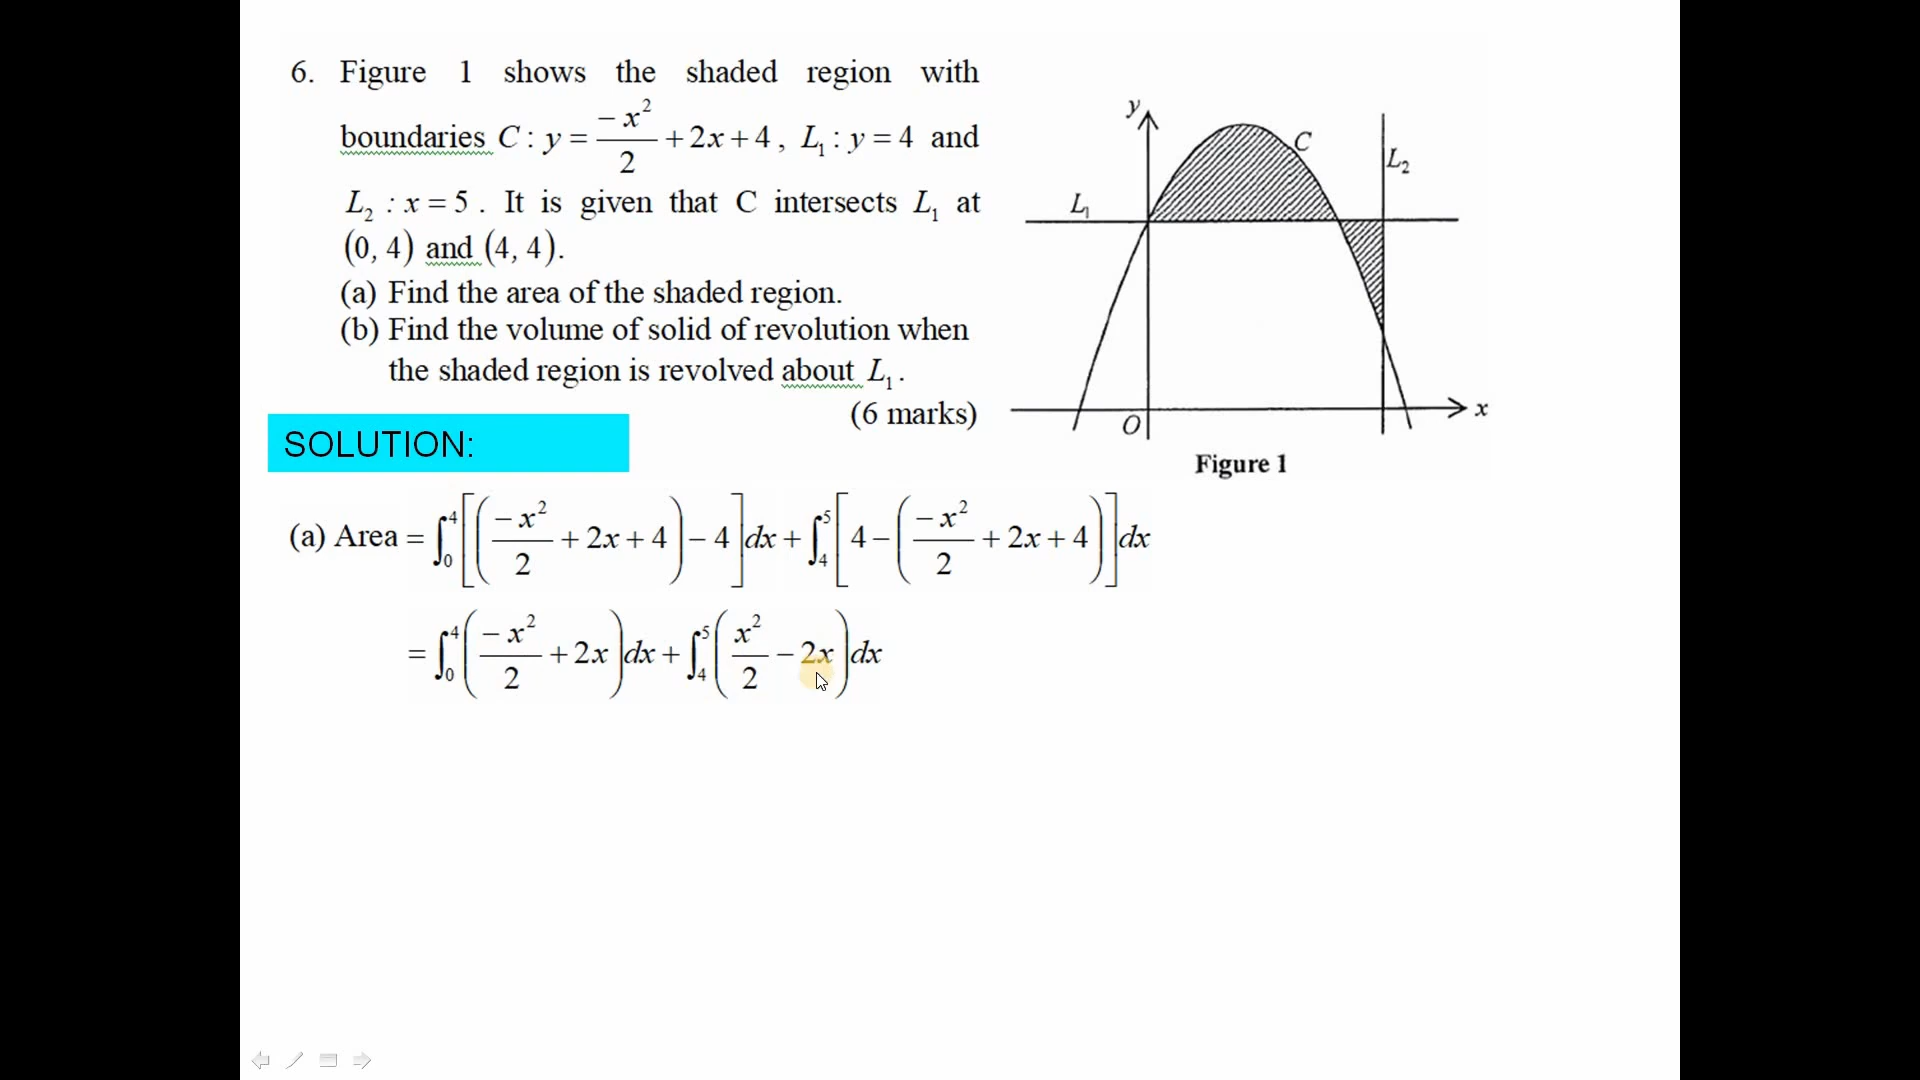 6. Figure 1 shows the shaded region with
boundaries C : y = −x²/2 + 2x + 4 , L₁ : y = 4 and
L₂ : x = 5 . It is given that C intersects L₁ at
(0, 4) and (4, 4).
(a) Find the area of the shaded region.
(b) Find the volume of solid of revolution when
the shaded region is revolved about L₁ .
(6 marks)
y
C
L₂
L₁
O
x
Figure 1
SOLUTION:
(a) Area = ∫₀⁴ [(−x²/2 + 2x + 4) − 4] dx + ∫₄⁵ [4 − (−x²/2 + 2x + 4)] dx
= ∫₀⁴ (−x²/2 + 2x) dx + ∫₄⁵ (x²/2 − 2x) dx